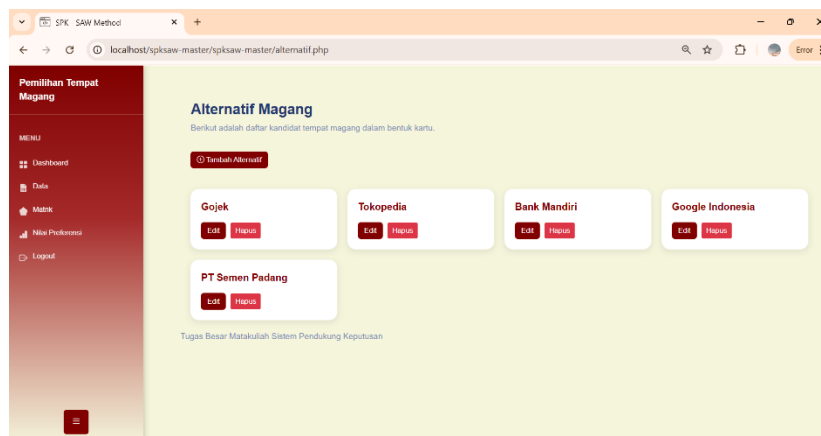 SPK SAW Method
localhost/spksaw-master/spksaw-master/alternatif.php
Error
Pemilihan Tempat
Magang
MENU
Dashboard
Data
Matrik
Nilai Preferensi
Logout
Alternatif Magang
Berikut adalah daftar kandidat tempat magang dalam bentuk kartu.
Tambah Alternatif
Gojek
Edit Hapus
Tokopedia
Edit Hapus
Bank Mandiri
Edit Hapus
Google Indonesia
Edit Hapus
PT Semen Padang
Edit Hapus
Tugas Besar Matakuliah Sistem Pendukung Keputusan